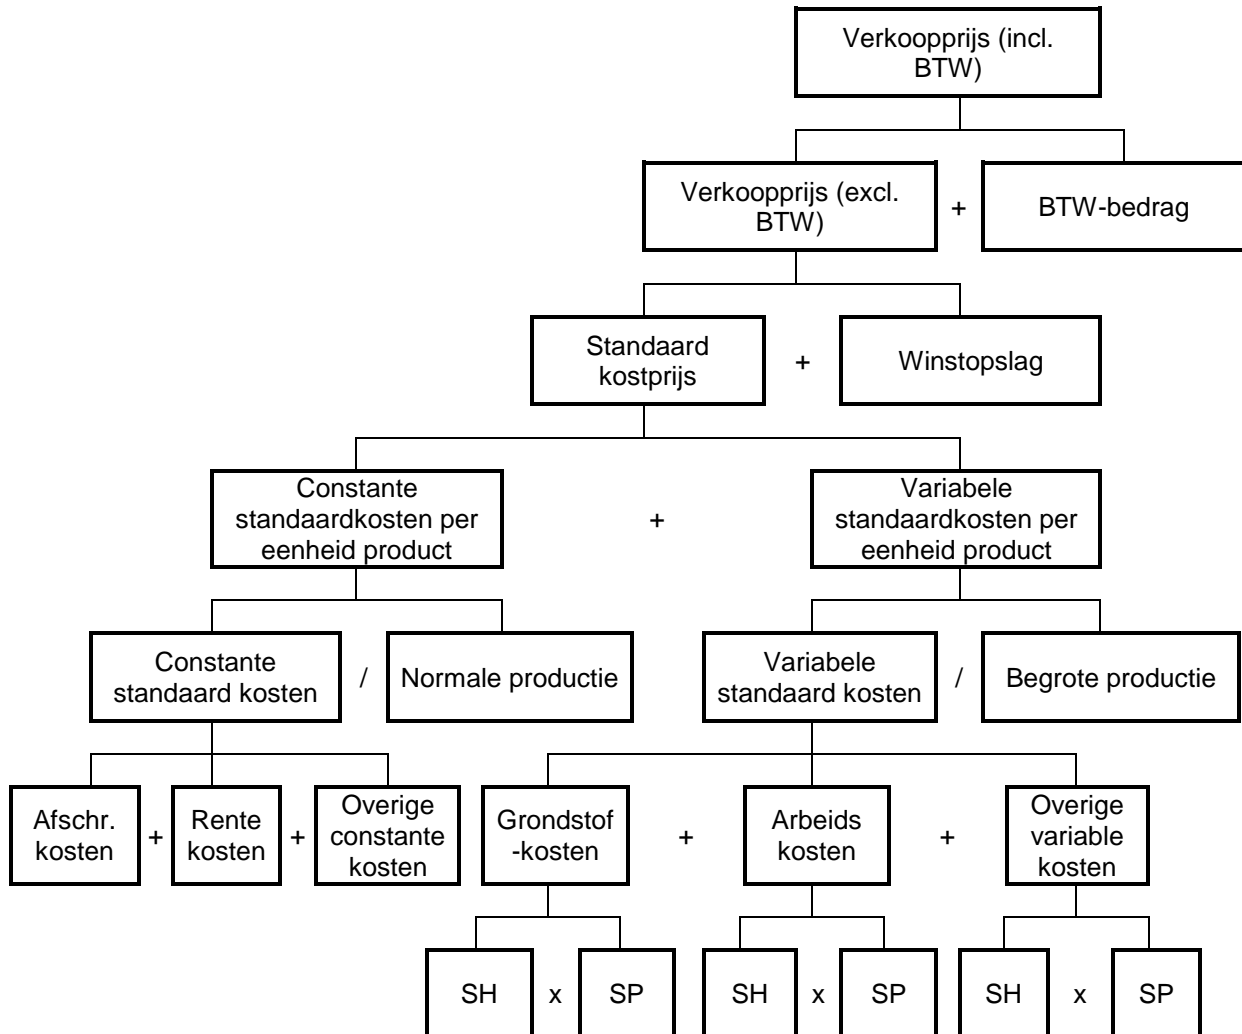 Verkoopprijs (incl.
BTW)
Verkoopprijs (excl.
BTW)
+
BTW-bedrag
Standaard
kostprijs
+
Winstopslag
Constante
standaardkosten per
eenheid product
+
Variabele
standaardkosten per
eenheid product
Constante
standaard kosten
/
Normale productie
Variabele
standaard kosten
/
Begrote productie
Afschr.
kosten
+
Rente
kosten
+
Overige
constante
kosten
Grondstof
-kosten
+
Arbeids
kosten
+
Overige
variable
kosten
SH
x
SP
SH
x
SP
SH
x
SP